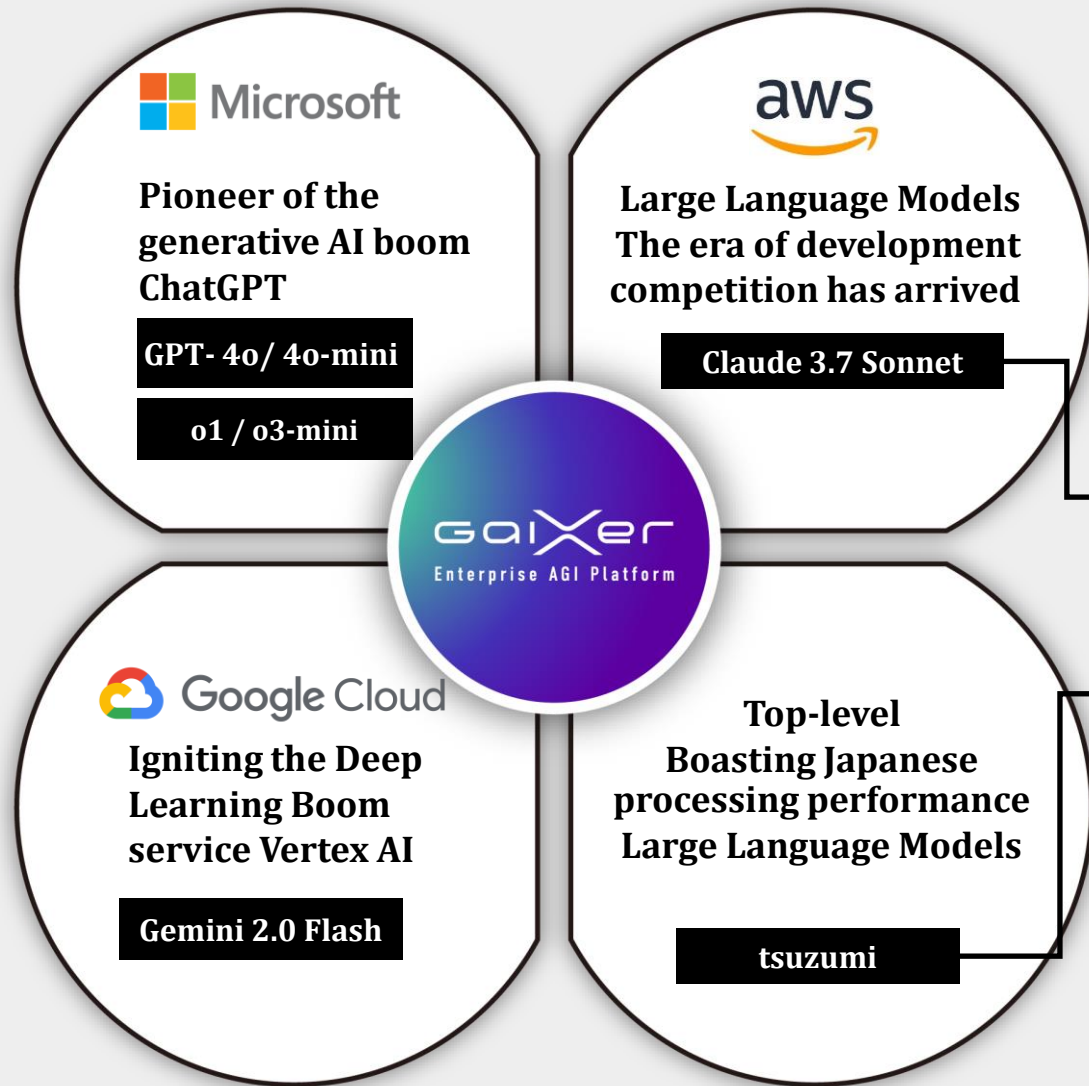 Microsoft
Pioneer of the
generative AI boom
ChatGPT
GPT- 4o/ 4o-mini
o1 / o3-mini
aws
Large Language Models
The era of development
competition has arrived
Claude 3.7 Sonnet
GaiXer
Enterprise AGI Platform
Google Cloud
Igniting the Deep
Learning Boom
service Vertex AI
Gemini 2.0 Flash
Top-level
Boasting Japanese
processing performance
Large Language Models
tsuzumi